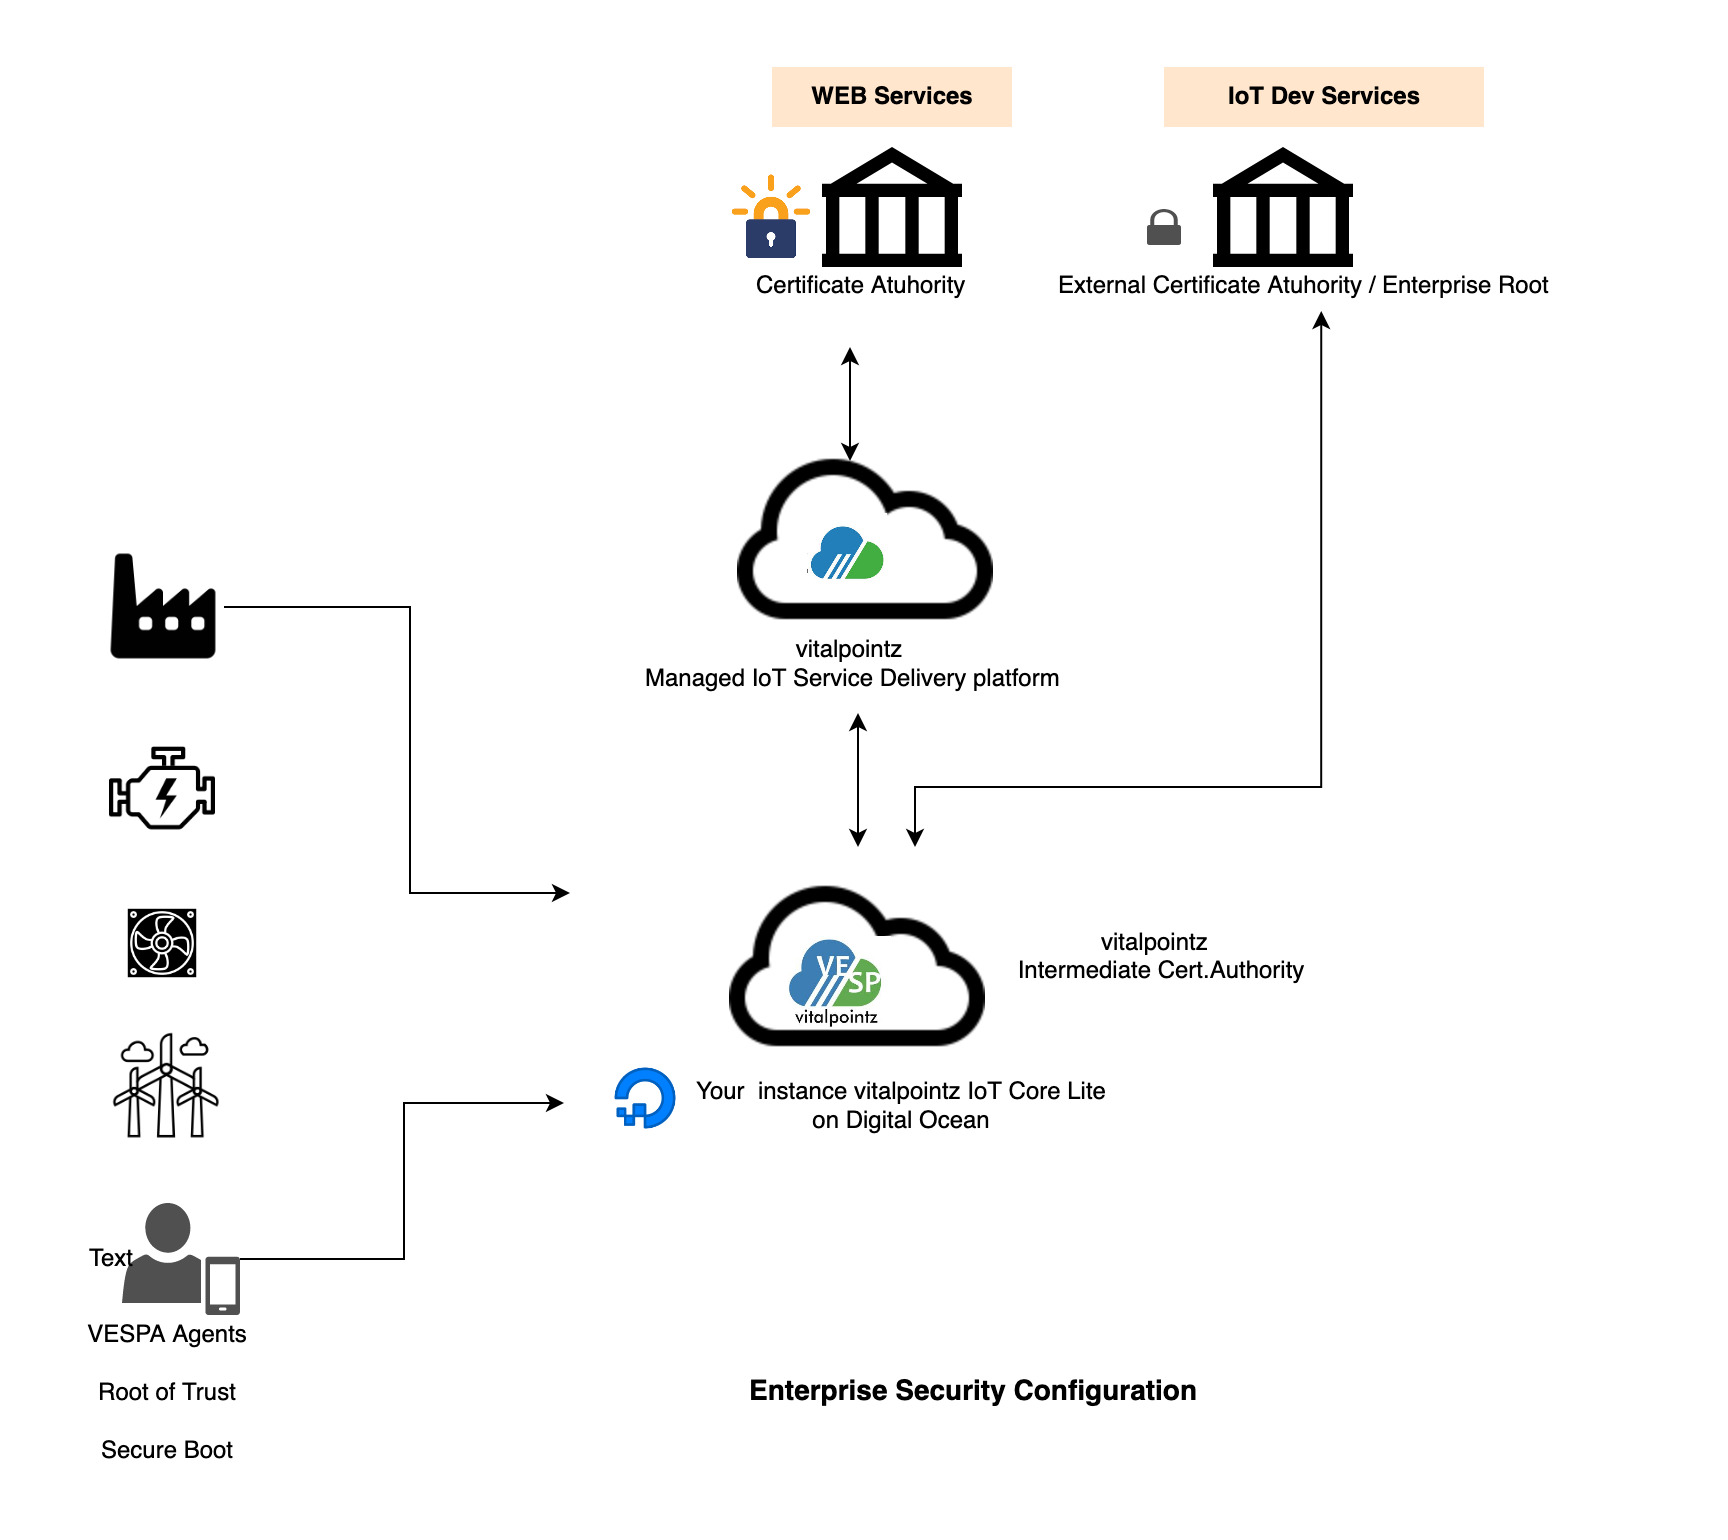 WEB Services
IoT Dev Services
Certificate Atuhority
External Certificate Atuhority / Enterprise Root
vitalpointz
Managed IoT Service Delivery platform
VE
SP
vitalpointz
vitalpointz
Intermediate Cert.Authority
Your  instance vitalpointz IoT Core Lite
on Digital Ocean
Text
VESPA Agents
Root of Trust
Secure Boot
Enterprise Security Configuration